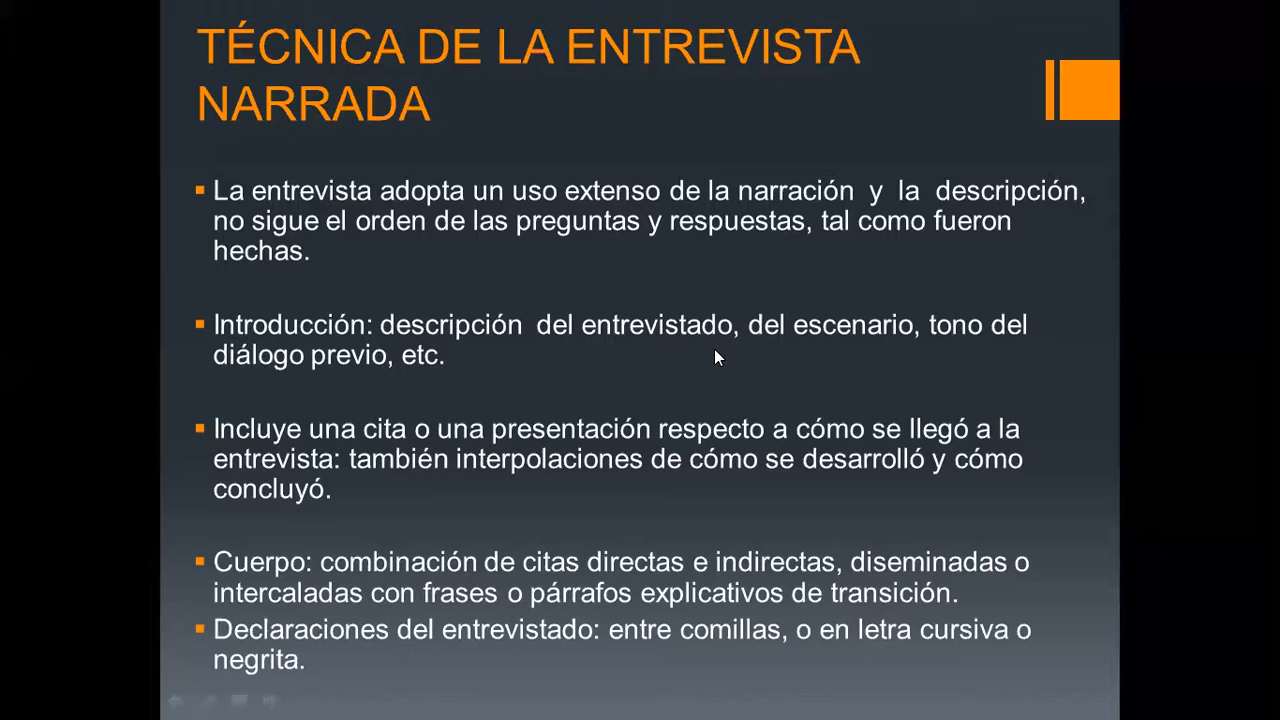 TÉCNICA DE LA ENTREVISTA
NARRADA
La entrevista adopta un uso extenso de la narración y la descripción,
no sigue el orden de las preguntas y respuestas, tal como fueron
hechas.
Introducción: descripción del entrevistado, del escenario, tono del
diálogo previo, etc.
Incluye una cita o una presentación respecto a cómo se llegó a la
entrevista: también interpolaciones de cómo se desarrolló y cómo
concluyó.
Cuerpo: combinación de citas directas e indirectas, diseminadas o
intercaladas con frases o párrafos explicativos de transición.
Declaraciones del entrevistado: entre comillas, o en letra cursiva o
negrita.